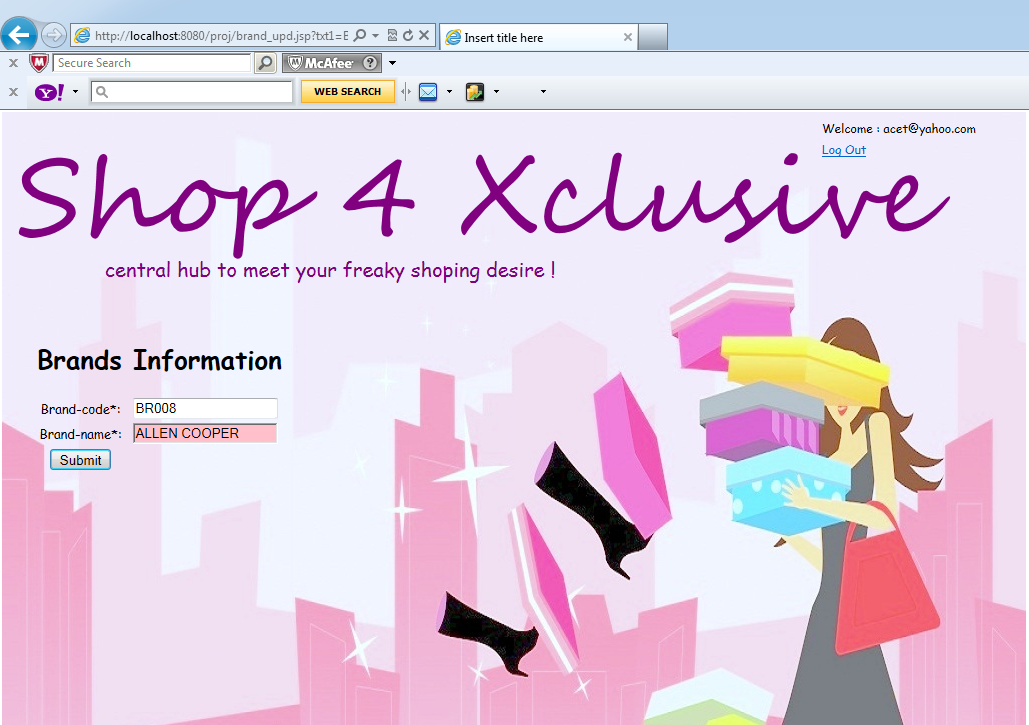 http://localhost:8080/proj/brand_upd.jsp?txt1=E
Insert title here
Secure Search
McAfee
?
Y!
WEB SEARCH
Welcome : acet@yahoo.com
Log Out
Shop 4 Xclusive
central hub to meet your freaky shoping desire !
Brands Information
Brand-code*: BR008
Brand-name*: ALLEN COOPER
Submit